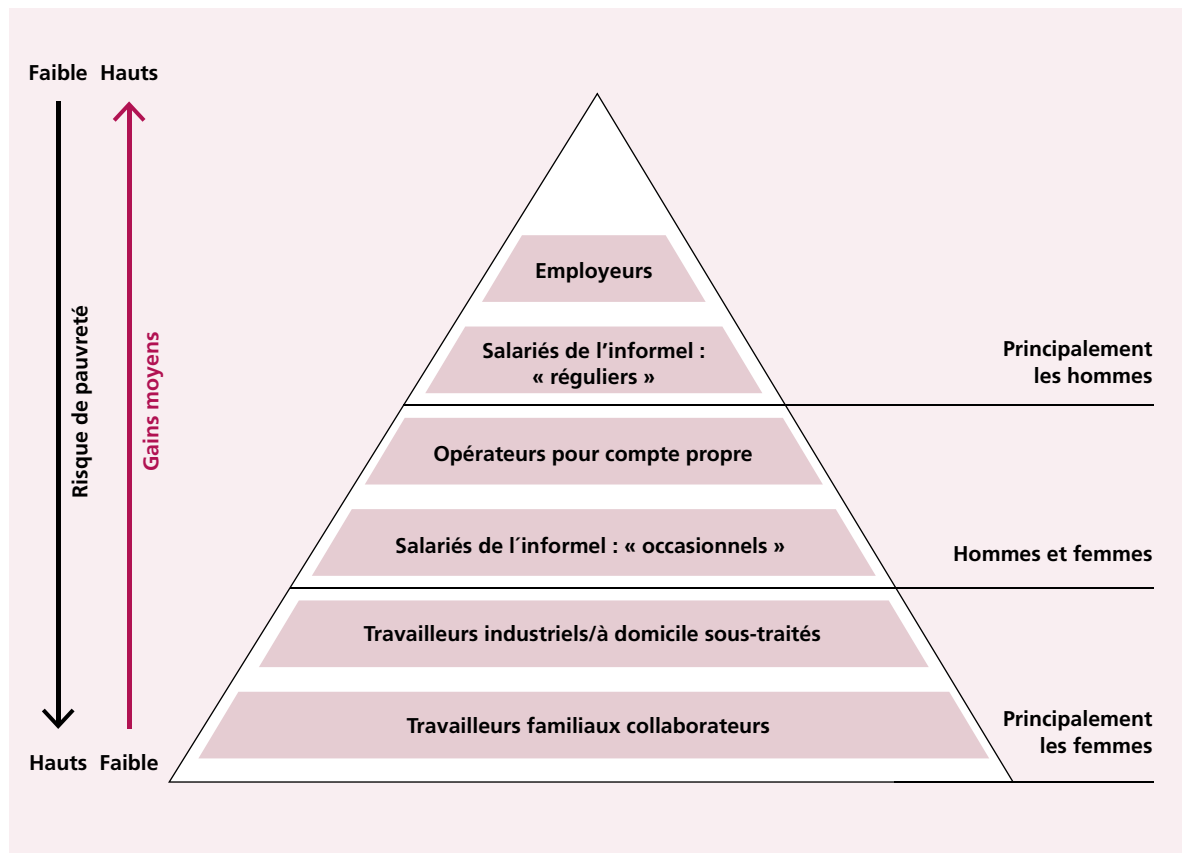 Faible Hauts
Risque de pauvreté
Gains moyens
Hauts Faible
Employeurs
Salariés de l’informel :
« réguliers »
Principalement
les hommes
Opérateurs pour compte propre
Salariés de l´informel : « occasionnels »
Hommes et femmes
Travailleurs industriels/à domicile sous-traités
Travailleurs familiaux collaborateurs
Principalement
les femmes